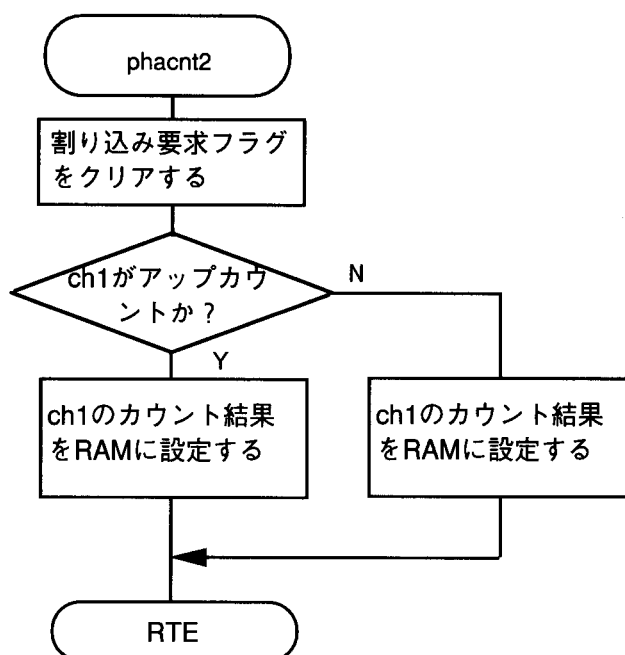 phacnt2
割り込み要求フラグ
をクリアする
ch1がアップカウ
ントか？
N
Y
ch1のカウント結果
をRAMに設定する
ch1のカウント結果
をRAMに設定する
RTE